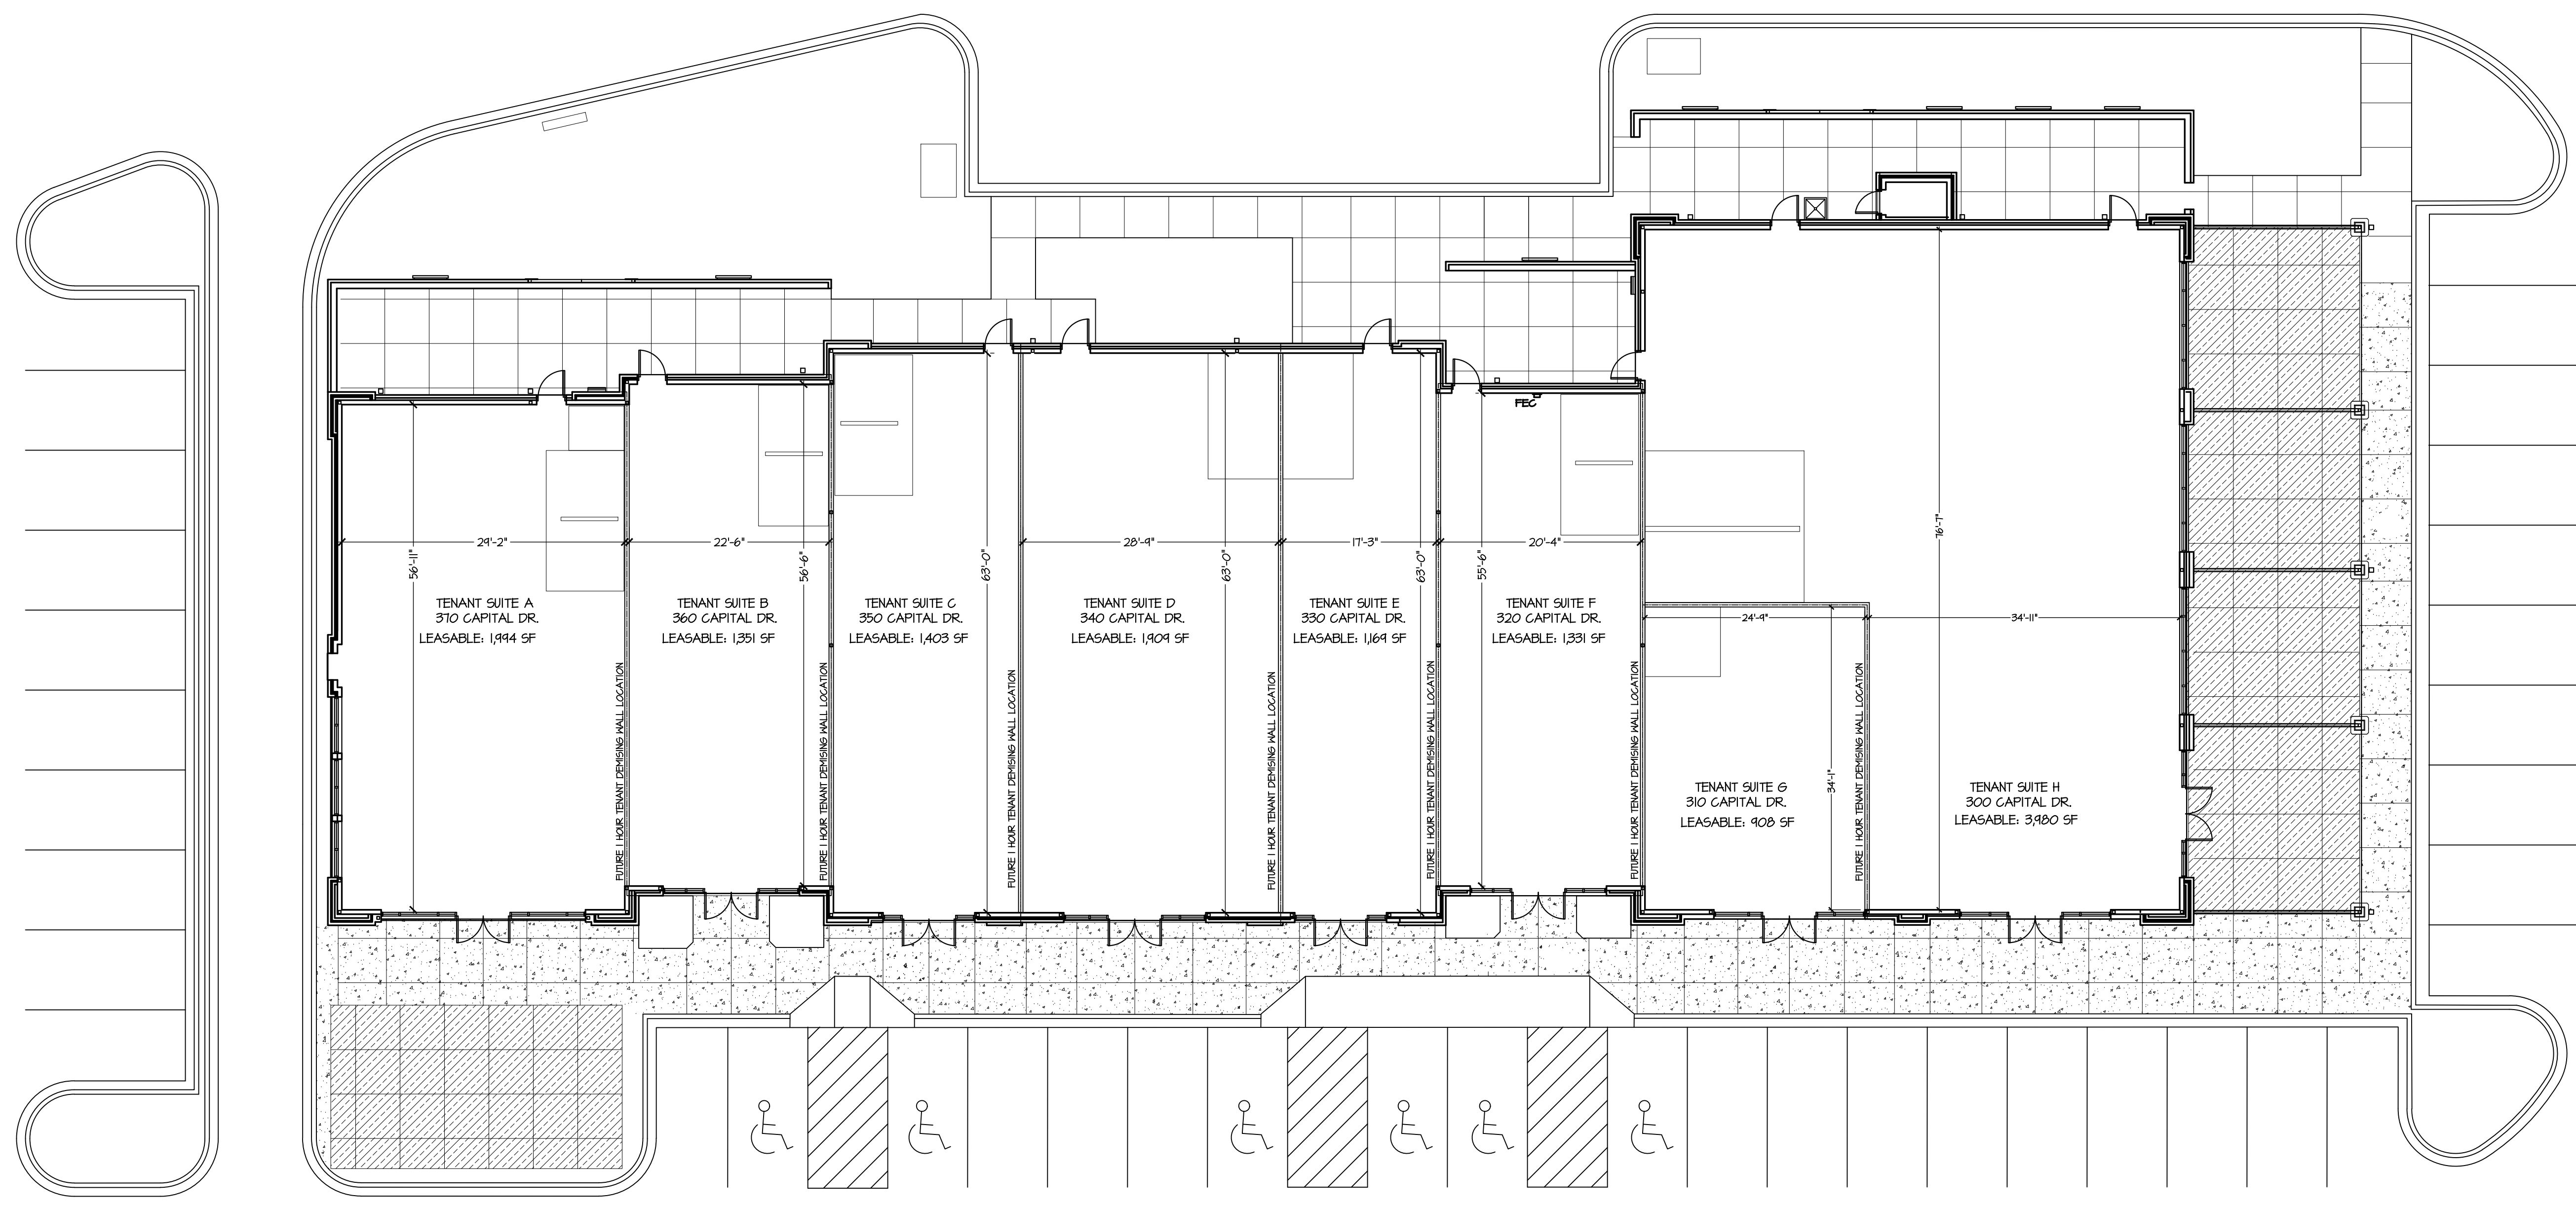 FEC
29'-2"
22'-6"
28'-9"
17'-3"
20'-4"
56'-11"
56'-6"
63'-0"
63'-0"
63'-0"
55'-6"
76'-7"
TENANT SUITE A
370 CAPITAL DR.
LEASABLE: 1,994 SF
TENANT SUITE B
360 CAPITAL DR.
LEASABLE: 1,351 SF
TENANT SUITE C
350 CAPITAL DR.
LEASABLE: 1,403 SF
TENANT SUITE D
340 CAPITAL DR.
LEASABLE: 1,909 SF
TENANT SUITE E
330 CAPITAL DR.
LEASABLE: 1,169 SF
TENANT SUITE F
320 CAPITAL DR.
LEASABLE: 1,331 SF
24'-9"
34'-11"
FUTURE 1 HOUR TENANT DEMISING WALL LOCATION
FUTURE 1 HOUR TENANT DEMISING WALL LOCATION
FUTURE 1 HOUR TENANT DEMISING WALL LOCATION
FUTURE 1 HOUR TENANT DEMISING WALL LOCATION
FUTURE 1 HOUR TENANT DEMISING WALL LOCATION
FUTURE 1 HOUR TENANT DEMISING WALL LOCATION
FUTURE 1 HOUR TENANT DEMISING WALL LOCATION
34'-1"
TENANT SUITE G
310 CAPITAL DR.
LEASABLE: 908 SF
TENANT SUITE H
300 CAPITAL DR.
LEASABLE: 3,980 SF